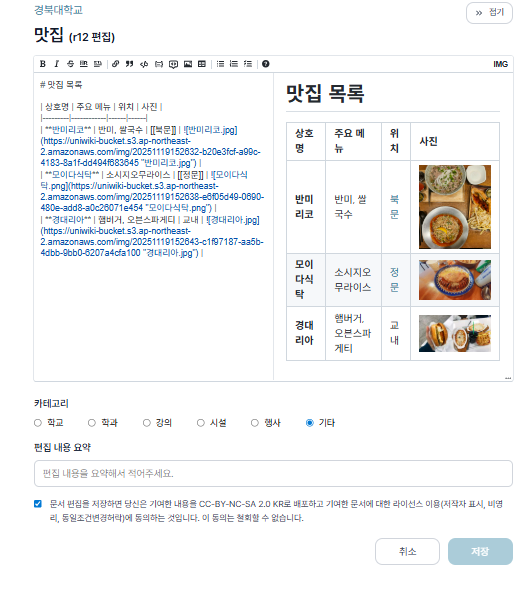 경북대학교
접기
맛집 (r12 편집)
IMG
# 맛집 목록
| 상호명 | 주요 메뉴 | 위치 | 사진 |
|---------|------------|------|------|
| **반미리코** | 반미, 쌀국수 | [[북문]] | ![반미리코.jpg]
(https://uniwiki-bucket.s3.ap-northeast-
2.amazonaws.com/img/20251119152632-b20e3fcf-a99c-
4183-8a1f-dd494f683645 "반미리코.jpg") |
| **모이다식탁** | 소시지오무라이스 | [[정문]] | ![모이다식
탁.png](https://uniwiki-bucket.s3.ap-northeast-
2.amazonaws.com/img/20251119152638-e6f05d49-0690-
480e-add8-a0c26071e454 "모이다식탁.png") |
| **경대리아** | 햄버거, 오븐스파게티 | 교내 | ![경대리아.jpg]
(https://uniwiki-bucket.s3.ap-northeast-
2.amazonaws.com/img/20251119152643-c1f97187-aa5b-
4dbb-9bb0-6207a4cfa100 "경대리아.jpg") |
맛집 목록
상호명 주요 메뉴 위치 사진
반미리코 반미, 쌀국수 북문
모이다식탁 소시지오무라이스 정문
경대리아 햄버거, 오븐스파게티 교내
카테고리
학교 학과 강의 시설 행사 기타
편집 내용 요약
편집 내용을 요약해서 적어주세요.
문서 편집을 저장하면 당신은 기여한 내용을 CC-BY-NC-SA 2.0 KR로 배포하고 기여한 문서에 대한 라이선스 이용(저작자 표시, 비영
리, 동일조건변경허락)에 동의하는 것입니다. 이 동의는 철회할 수 없습니다.
취소
저장